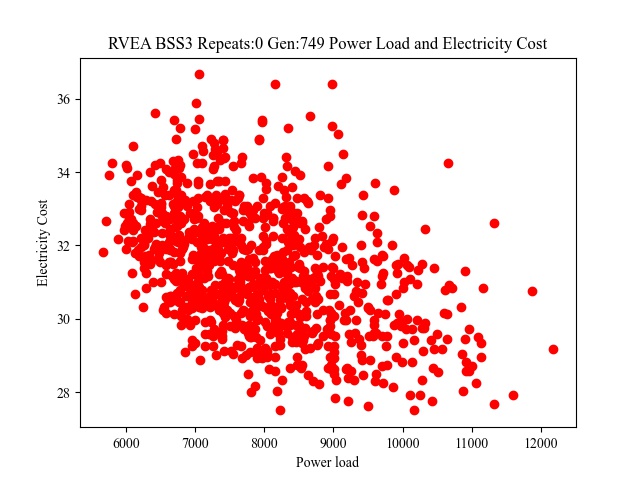 RVEA BSS3 Repeats:0 Gen:749 Power Load and Electricity Cost
36
34
32
30
28
Electricity Cost
6000 7000 8000 9000 10000 11000 12000
Power load